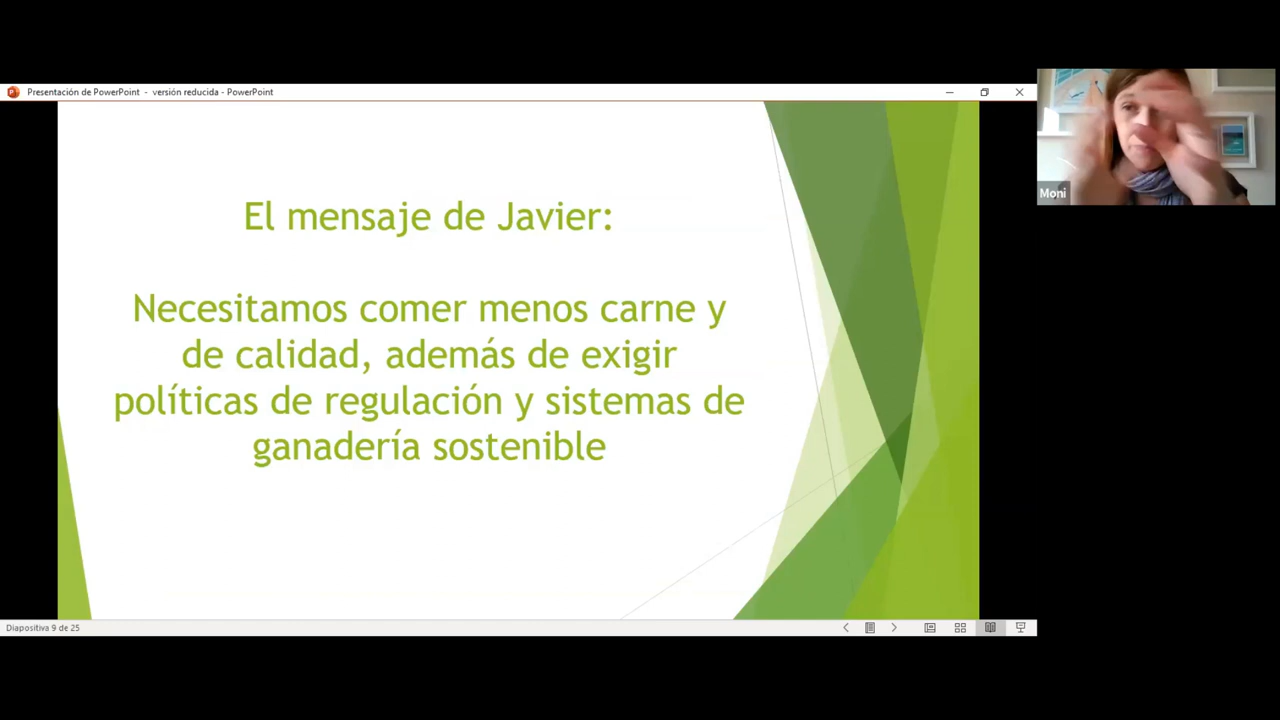 Presentación de PowerPoint - versión reducida - PowerPoint
Moni
El mensaje de Javier:
Necesitamos comer menos carne y
de calidad, además de exigir
políticas de regulación y sistemas de
ganadería sostenible
Diapositiva 9 de 25